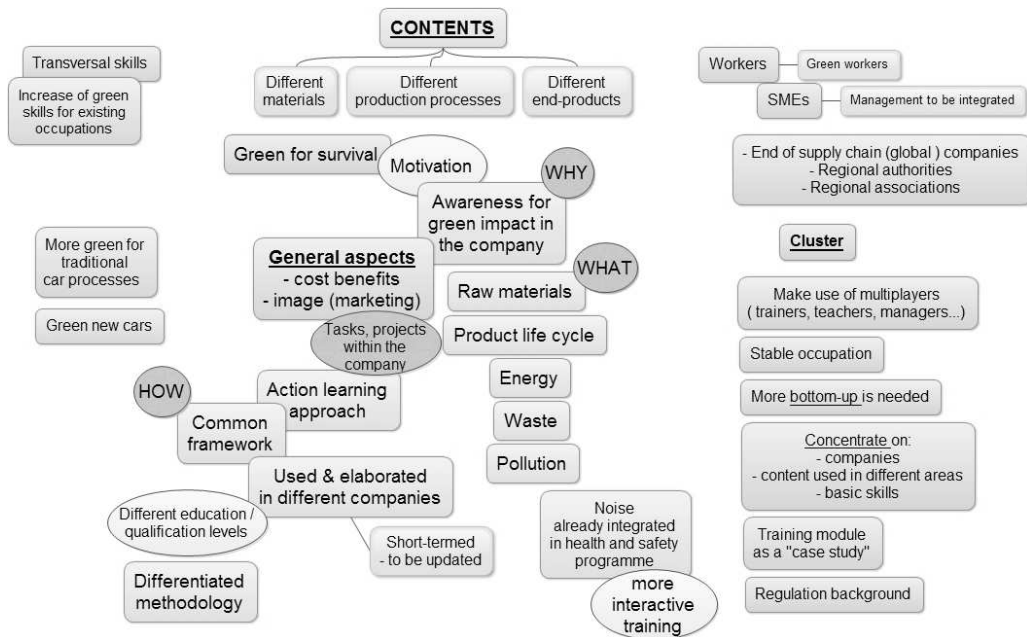 CONTENTS
Different
materials
Different
production processes
Different
end-products
Transversal skills
Increase of green
skills for existing
occupations
More green for
traditional
car processes
Green new cars
Green for survival
Motivation
WHY
Awareness for
green impact in
the company
General aspects
- cost benefits
- image (marketing)
WHAT
Raw materials
Tasks, projects
within the
company
Product life cycle
Energy
Waste
Pollution
HOW
Action learning
approach
Common
framework
Used & elaborated
in different companies
Different education /
qualification levels
Short-termed
- to be updated
Differentiated
methodology
Noise
already integrated
in health and safety
programme
more
interactive
training
Workers
Green workers
SMEs
Management to be integrated
- End of supply chain (global ) companies
- Regional authorities
- Regional associations
Cluster
Make use of multiplayers
( trainers, teachers, managers...)
Stable occupation
More bottom-up is needed
Concentrate on:
- companies
- content used in different areas
- basic skills
Training module
as a "case study"
Regulation background